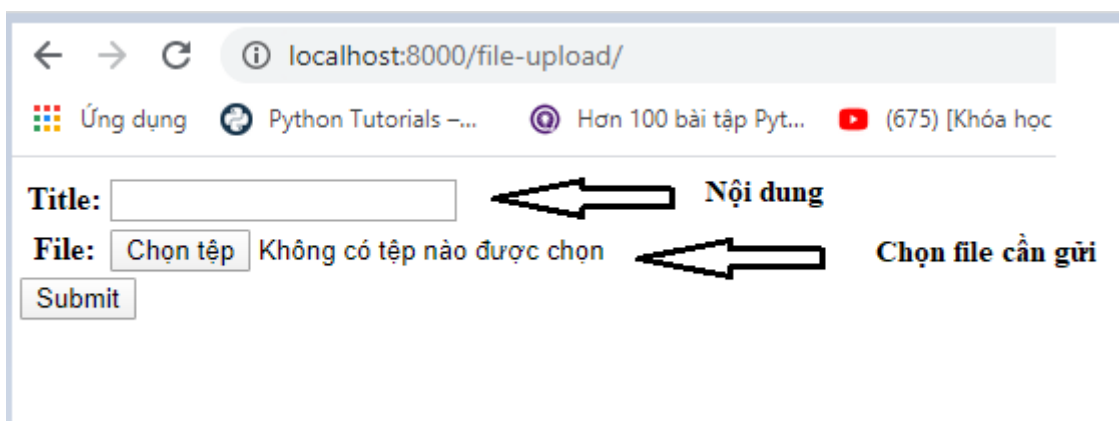 localhost:8000/file-upload/
Ứng dụng Python Tutorials –... Hơn 100 bài tập Pyt... (675) [Khóa học
Title: Nội dung
File: Chọn tệp Không có tệp nào được chọn Chọn file cần gửi
Submit